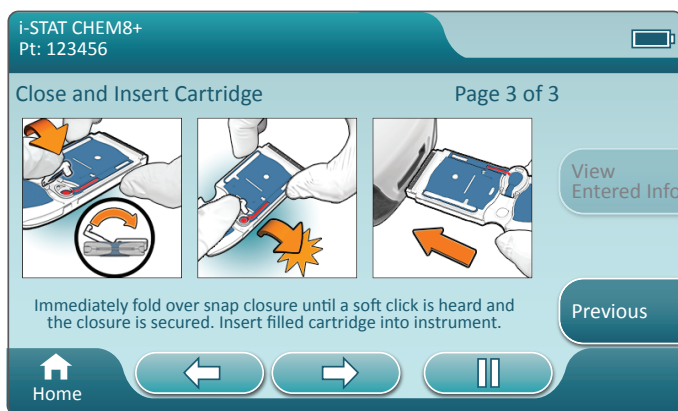 i-STAT CHEM8+
Pt: 123456
Close and Insert Cartridge
Page 3 of 3
View
Entered Info
Immediately fold over snap closure until a soft click is heard and
the closure is secured. Insert filled cartridge into instrument.
Previous
Home